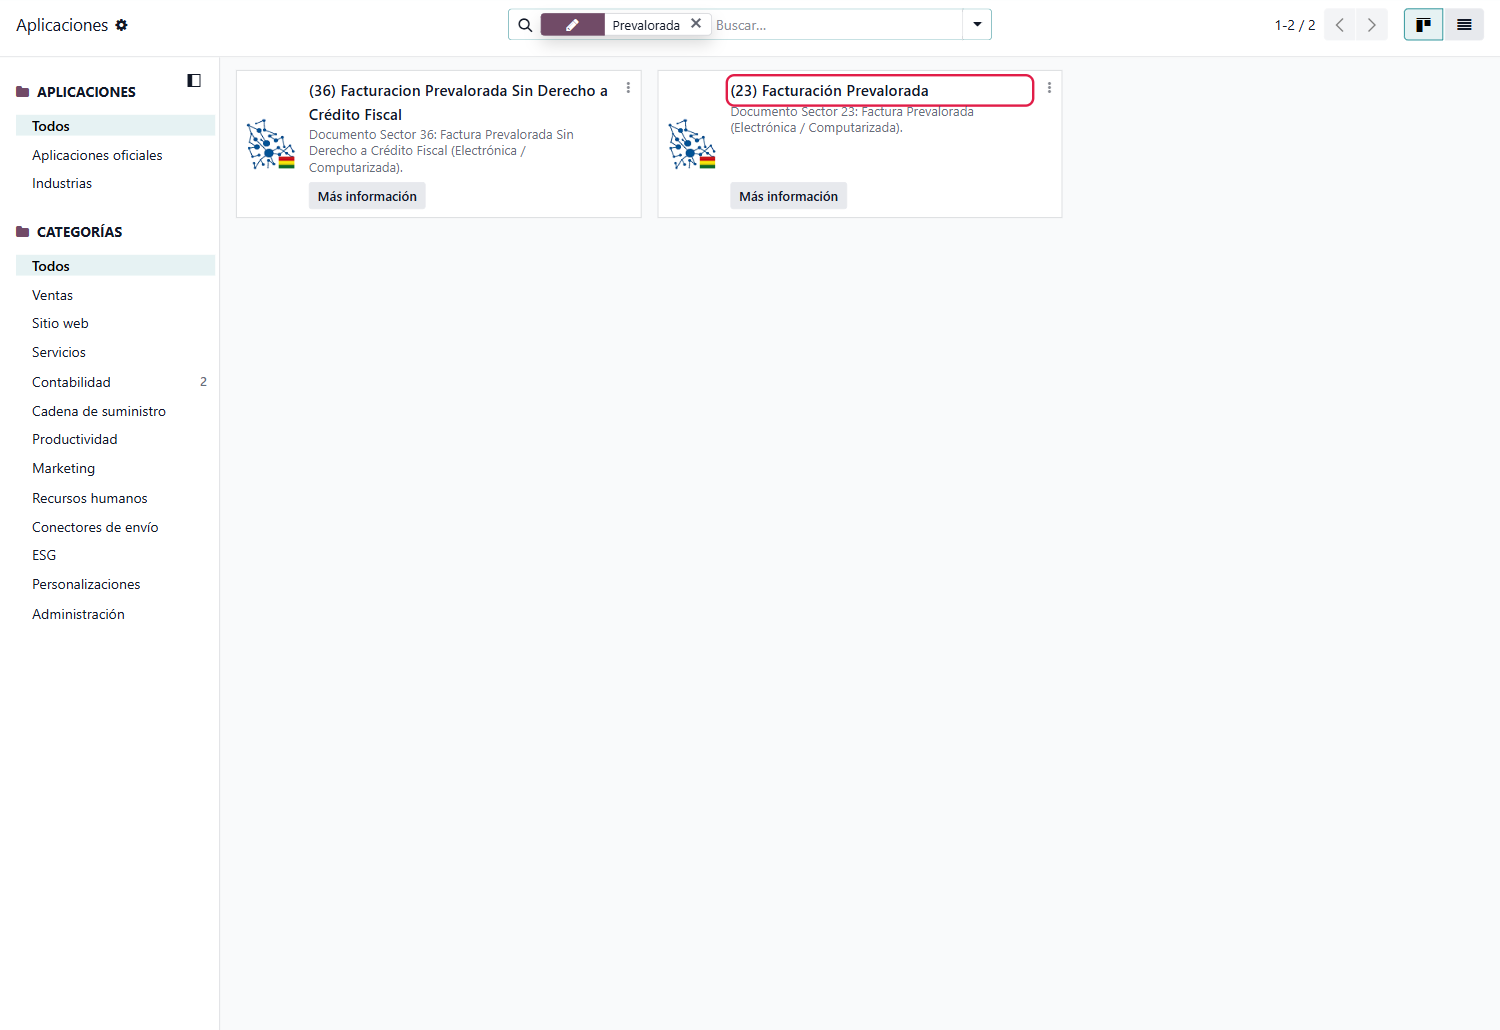 Aplicaciones
Prevalorada
Buscar...
1-2 / 2
APLICACIONES
Todos
Aplicaciones oficiales
Industrias
CATEGORÍAS
Todos
Ventas
Sitio web
Servicios
Contabilidad 2
Cadena de suministro
Productividad
Marketing
Recursos humanos
Conectores de envío
ESG
Personalizaciones
Administración
(36) Facturacion Prevalorada Sin Derecho a
Crédito Fiscal
Documento Sector 36: Factura Prevalorada Sin
Derecho a Crédito Fiscal (Electrónica /
Computarizada).
Más información
(23) Facturación Prevalorada
Documento Sector 23: Factura Prevalorada
(Electrónica / Computarizada).
Más información